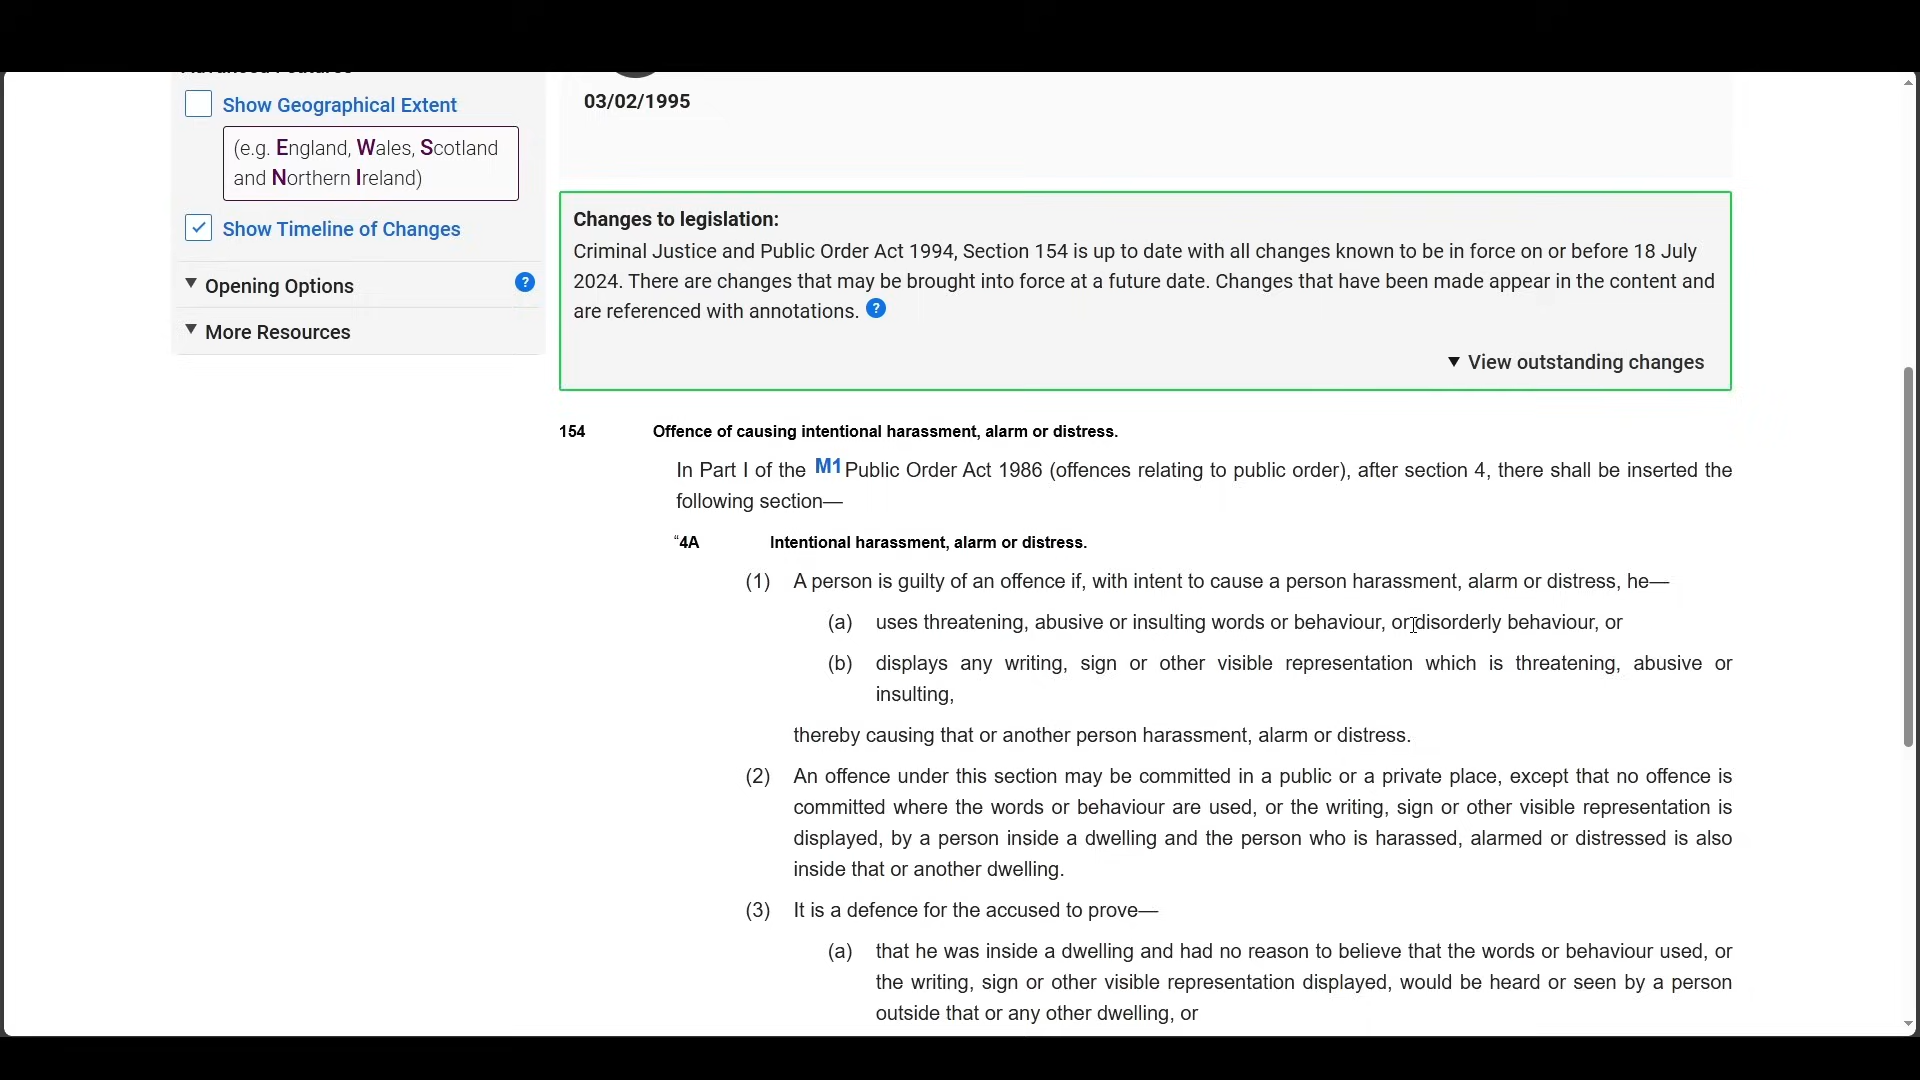 03/02/1995
Show Geographical Extent
(e.g. England, Wales, Scotland
and Northern Ireland)
Show Timeline of Changes
Opening Options
?
More Resources
Changes to legislation:
Criminal Justice and Public Order Act 1994, Section 154 is up to date with all changes known to be in force on or before 18 July
2024. There are changes that may be brought into force at a future date. Changes that have been made appear in the content and
are referenced with annotations. ?
View outstanding changes
154 Offence of causing intentional harassment, alarm or distress.
In Part I of the M1 Public Order Act 1986 (offences relating to public order), after section 4, there shall be inserted the
following section—
“4A Intentional harassment, alarm or distress.
(1) A person is guilty of an offence if, with intent to cause a person harassment, alarm or distress, he—
(a) uses threatening, abusive or insulting words or behaviour, or disorderly behaviour, or
(b) displays any writing, sign or other visible representation which is threatening, abusive or
insulting,
thereby causing that or another person harassment, alarm or distress.
(2) An offence under this section may be committed in a public or a private place, except that no offence is
committed where the words or behaviour are used, or the writing, sign or other visible representation is
displayed, by a person inside a dwelling and the person who is harassed, alarmed or distressed is also
inside that or another dwelling.
(3) It is a defence for the accused to prove—
(a) that he was inside a dwelling and had no reason to believe that the words or behaviour used, or
the writing, sign or other visible representation displayed, would be heard or seen by a person
outside that or any other dwelling, or